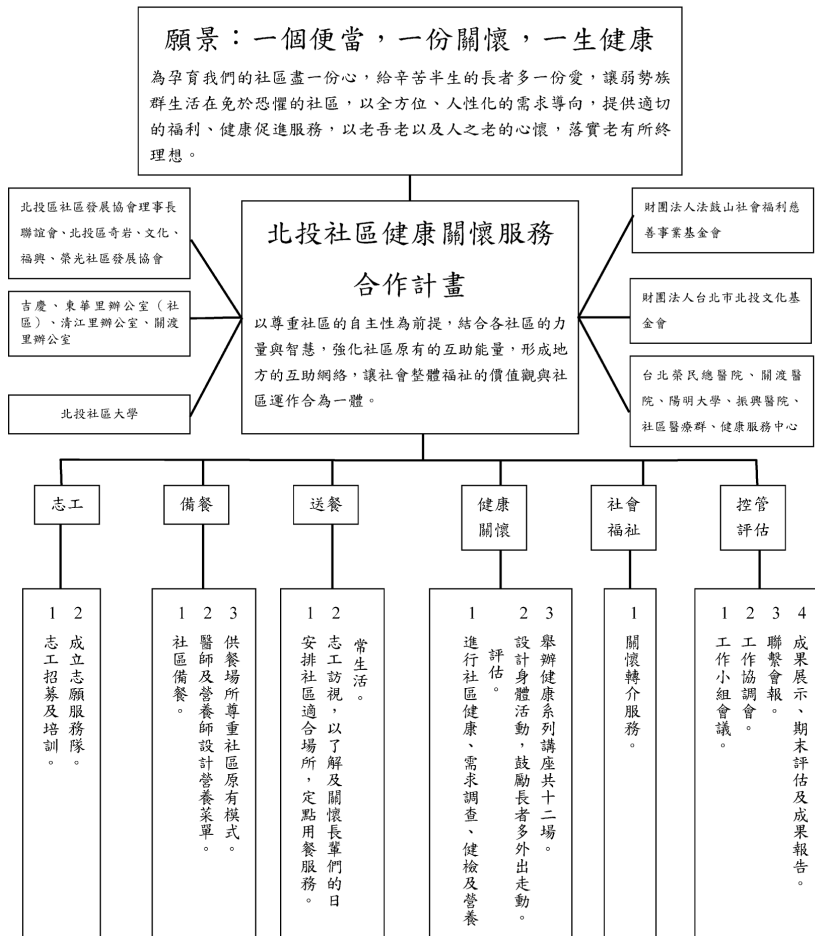 願景：一個便當，一份關懷，一生健康
為孕育我們的社區盡一份心，給辛苦半生的長者多一份愛，讓弱勢族
群生活在免於恐懼的社區，以全方位、人性化的需求導向，提供適切
的福利、健康促進服務，以老吾老以及人之老的心懷，落實老有所終
理想。
北投區社區發展協會理事長
聯誼會、北投區奇岩、文化、
福興、榮光社區發展協會
吉慶、東華里辦公室（社
區）、清江里辦公室、關渡
里辦公室
北投社區大學
北投社區健康關懷服務
合作計畫
以尊重社區的自主性為前提，結合各社區的力
量與智慧，強化社區原有的互助能量，形成地
方的互助網絡，讓社會整體福祉的價值觀與社
區運作合為一體。
財團法人法鼓山社會福利慈
善事業基金會
財團法人台北市北投文化基
金會
台北榮民總醫院、關渡醫
院、陽明大學、振興醫院、
社區醫療群、健康服務中心
志工
備餐
送餐
健康
關懷
社會
福祉
控管
評估
1 志工招募及培訓。
2 成立志願服務隊。
1 社區備餐。
2 醫師及營養師設計營養菜單。
3 供餐場所尊重社區原有模式。
1 安排社區適合場所，定點用餐服務。
2 志工訪視，以了解及關懷長輩們的日
常生活。
1 進行社區健康、需求調查、健檢及營養
評估。
2 設計身體活動，鼓勵長者多外出走動。
3 舉辦健康系列講座共十二場。
1 關懷轉介服務。
1 工作小組會議。
2 工作協調會。
3 聯繫會報。
4 成果展示、期末評估及成果報告。